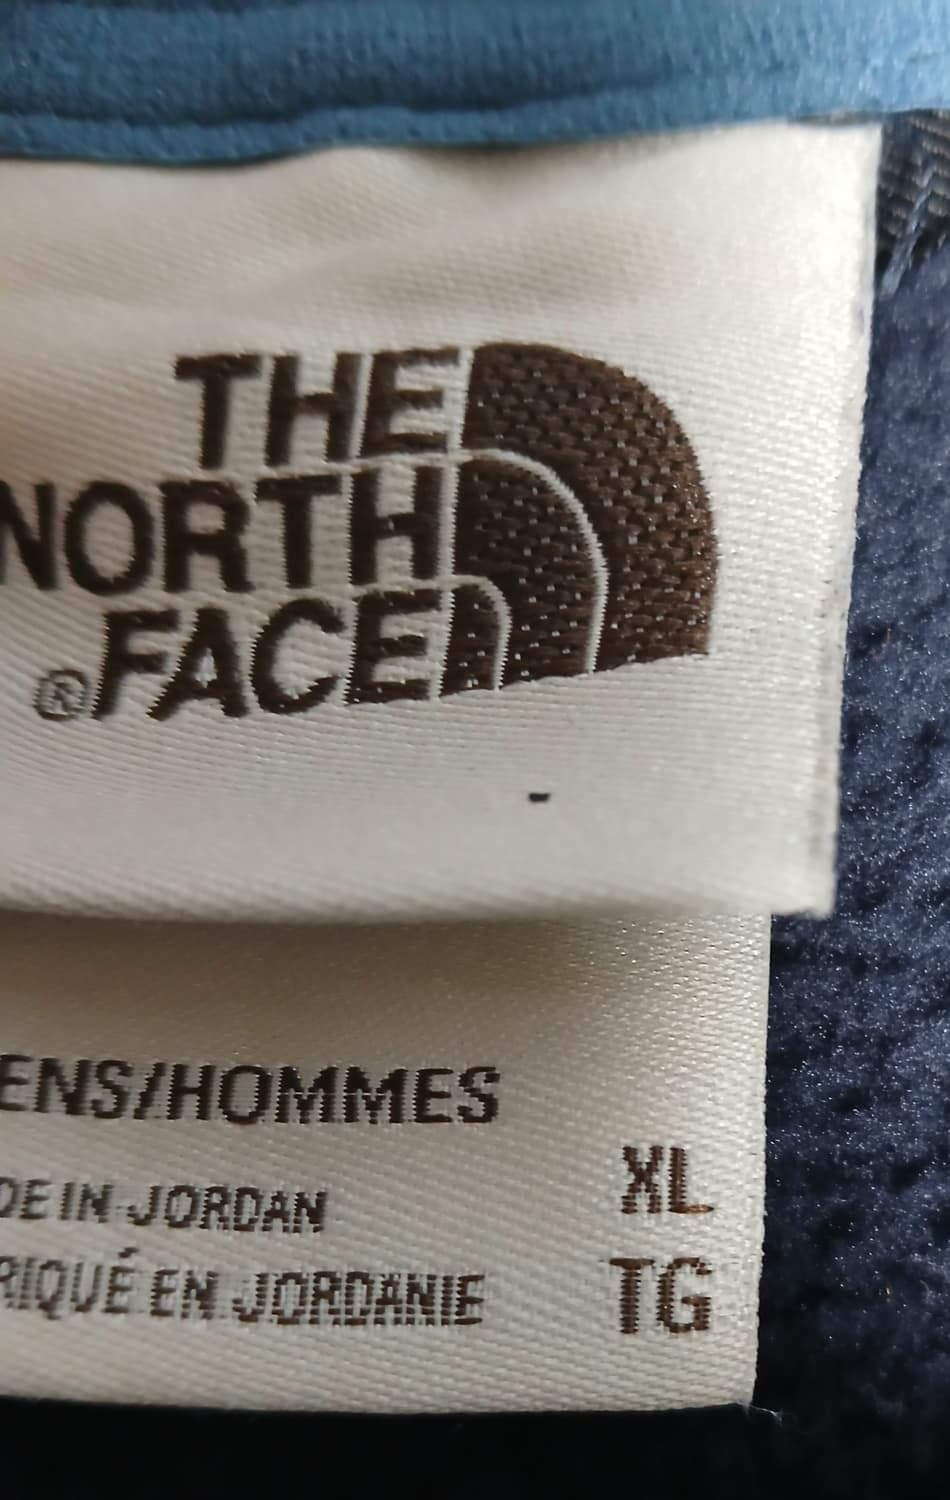 THE
NORTH
®FACE
ENS/HOMMES
DE IN JORDAN
RIQUÉ EN JORDANIE
XL
TG